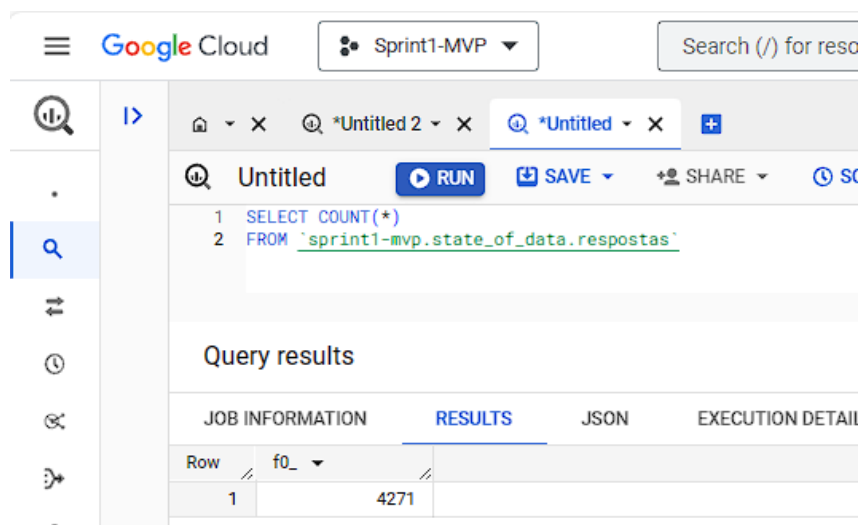 Google Cloud
Sprint1-MVP
Search (/) for reso
*Untitled 2
*Untitled
Untitled
RUN
SAVE
SHARE
SC
1 SELECT COUNT(*)
2 FROM `sprint1-mvp.state_of_data.respostas`
Query results
JOB INFORMATION
RESULTS
JSON
EXECUTION DETAIL
Row
f0_
1
4271